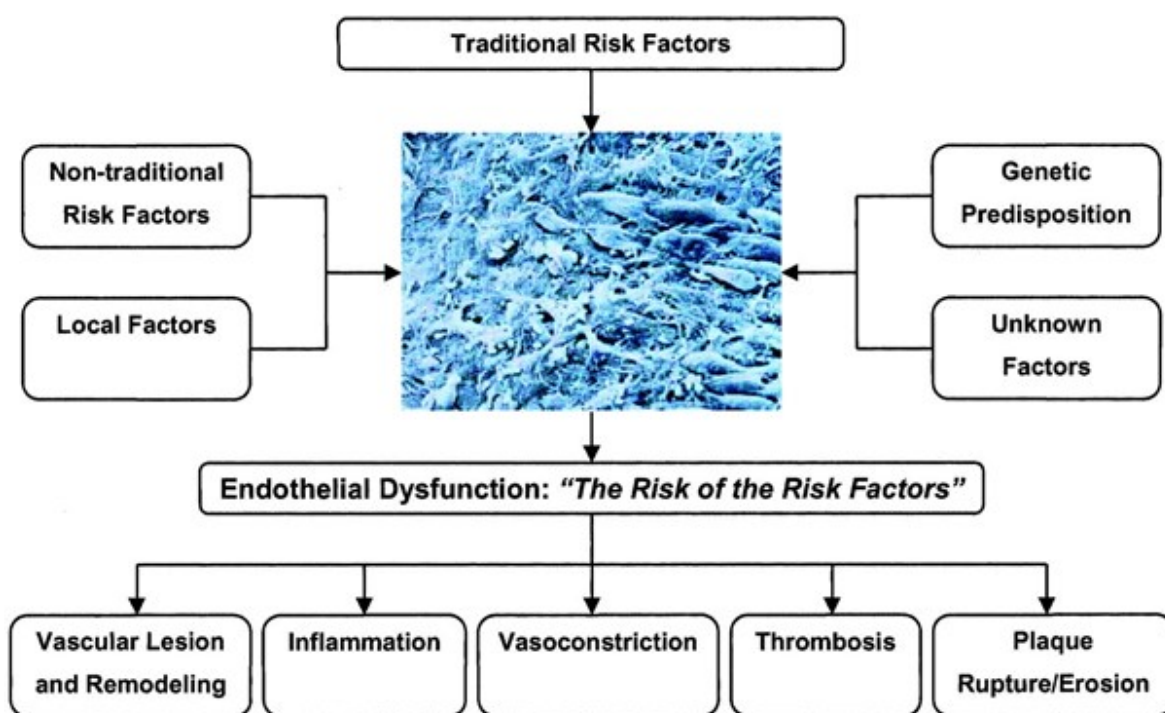 Traditional Risk Factors
Non-traditional
Risk Factors
Genetic
Predisposition
Local Factors
Unknown
Factors
Endothelial Dysfunction: “The Risk of the Risk Factors”
Vascular Lesion
and Remodeling
Inflammation
Vasoconstriction
Thrombosis
Plaque
Rupture/Erosion